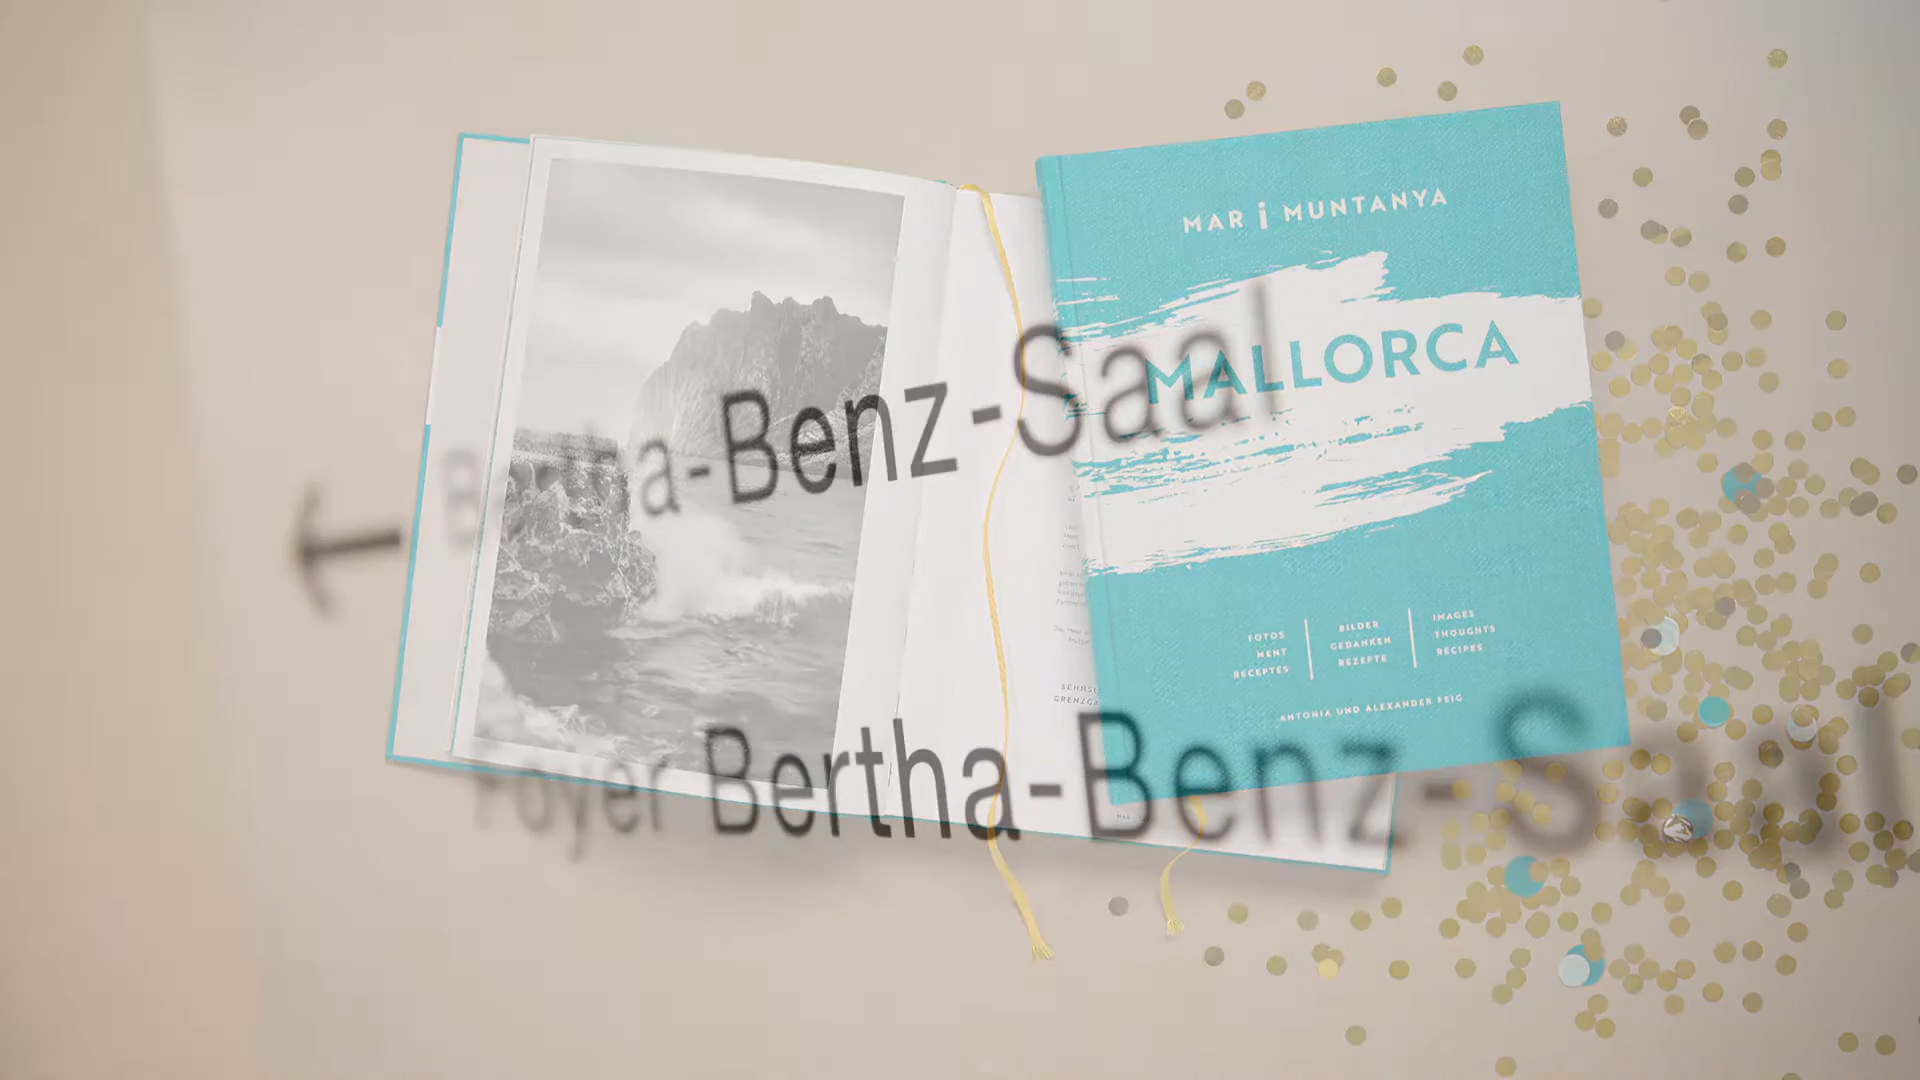 MAR i MUNTANYA
MALLORCA
← Bertha-Benz-Saal
FOTOS
MENT
RECEPTES
BILDER
GEDANKEN
REZEPTE
IMAGES
THOUGHTS
RECIPES
ANTONIA UND ALEXANDER FEIG
Foyer Bertha-Benz-Saal